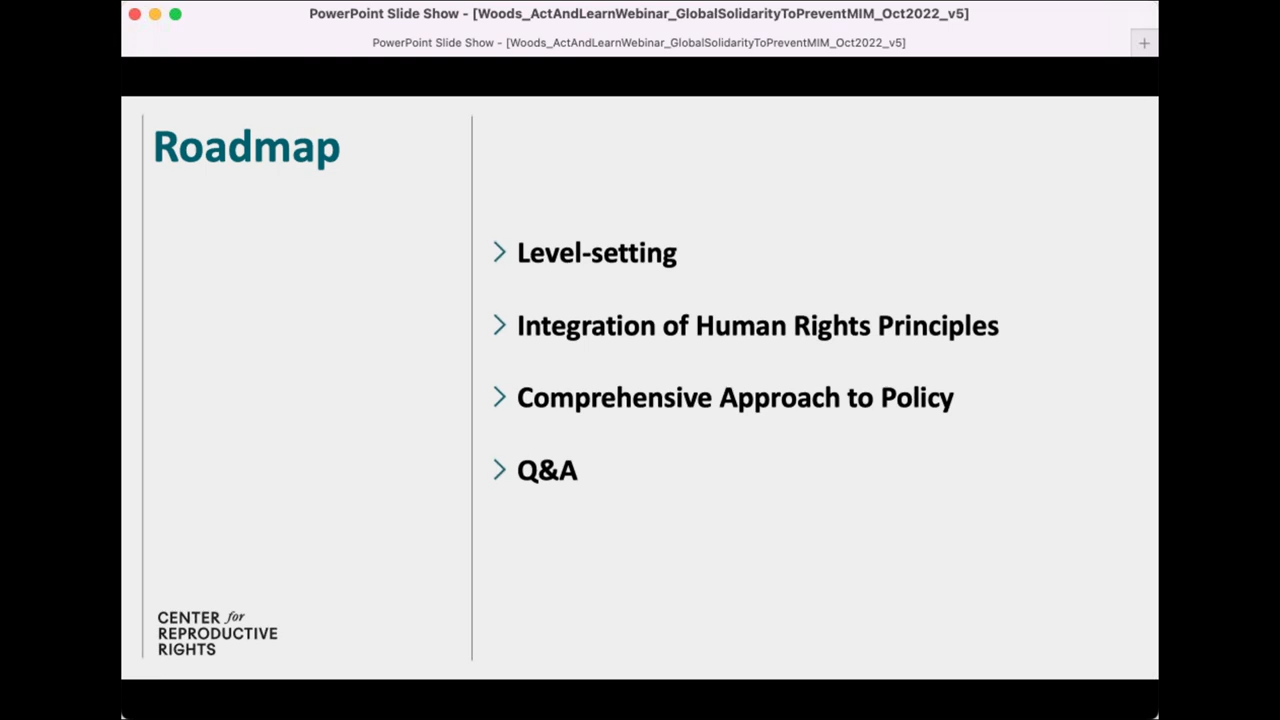 PowerPoint Slide Show - [Woods_ActAndLearnWebinar_GlobalSolidarityToPreventMIM_Oct2022_v5]
PowerPoint Slide Show - [Woods_ActAndLearnWebinar_GlobalSolidarityToPreventMIM_Oct2022_v5]
Roadmap
Level-setting
Integration of Human Rights Principles
Comprehensive Approach to Policy
Q&A
CENTER for
REPRODUCTIVE
RIGHTS